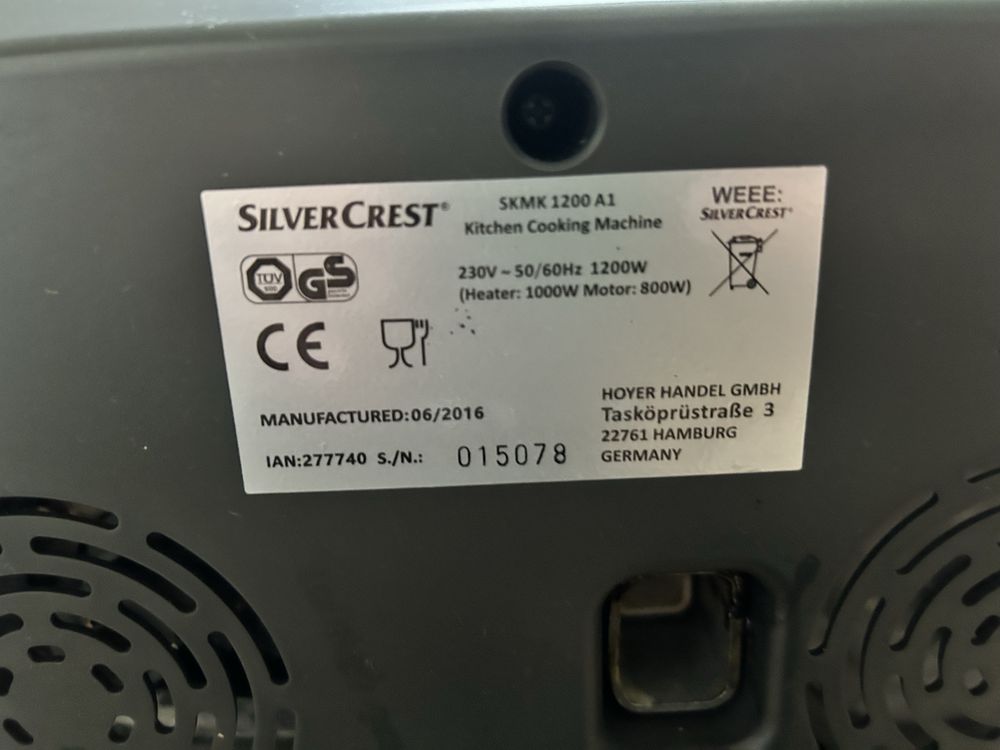 SILVERCREST®
SKMK 1200 A1
Kitchen Cooking Machine
WEEE:
SILVERCREST®
230V ~ 50/60Hz 1200W
(Heater: 1000W Motor: 800W)
TÜV
GS
CE
MANUFACTURED: 06/2016
IAN:277740 S./N.: 015078
HOYER HANDEL GMBH
Tasköprüstraße 3
22761 HAMBURG
GERMANY